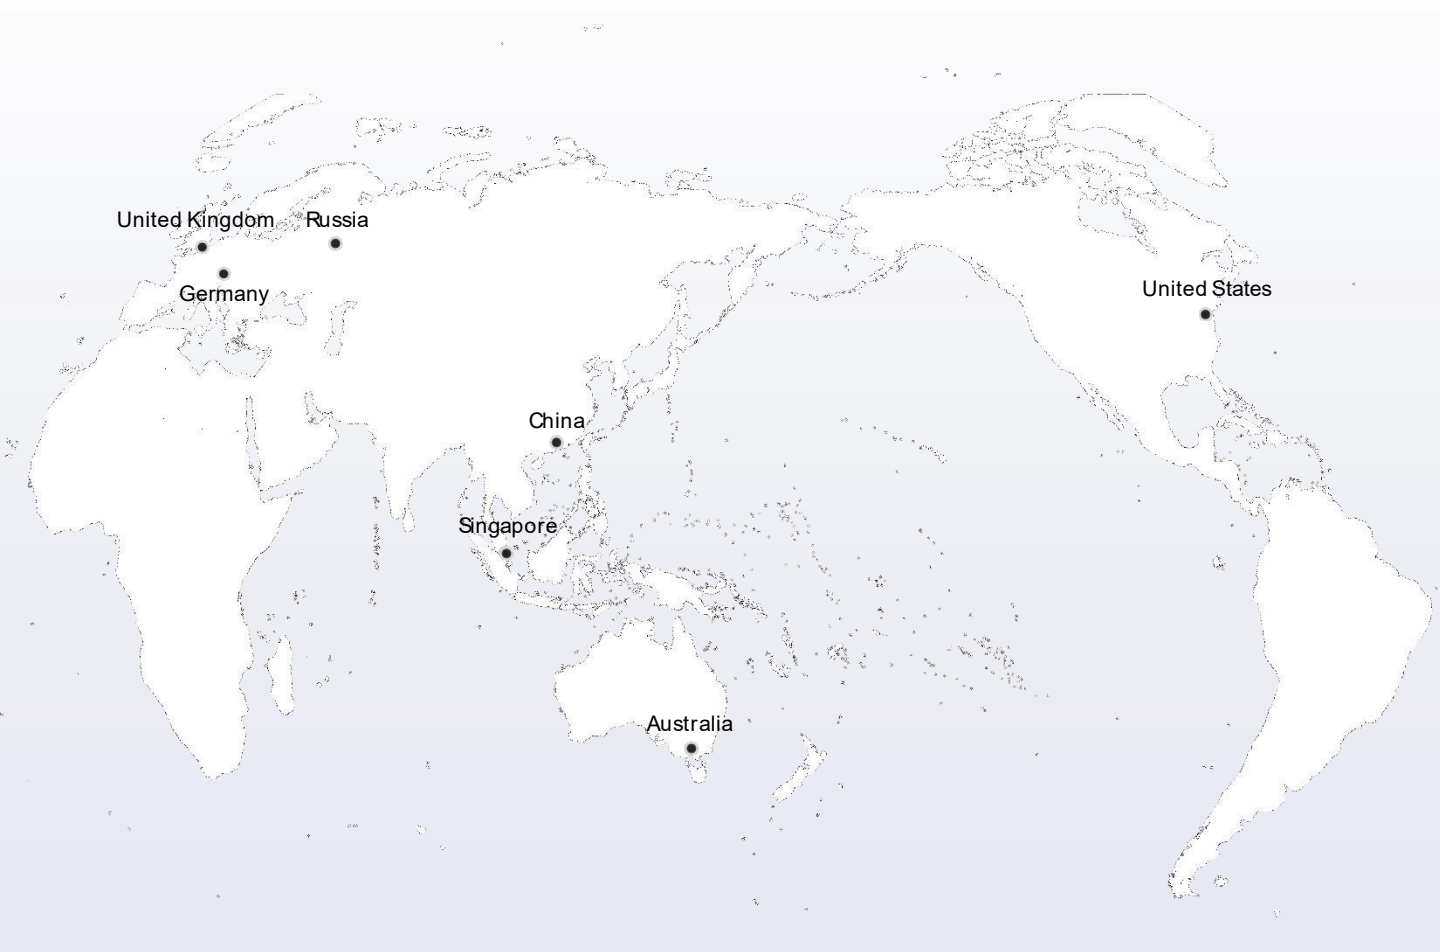 United Kingdom
Russia
Germany
United States
China
Singapore
Australia